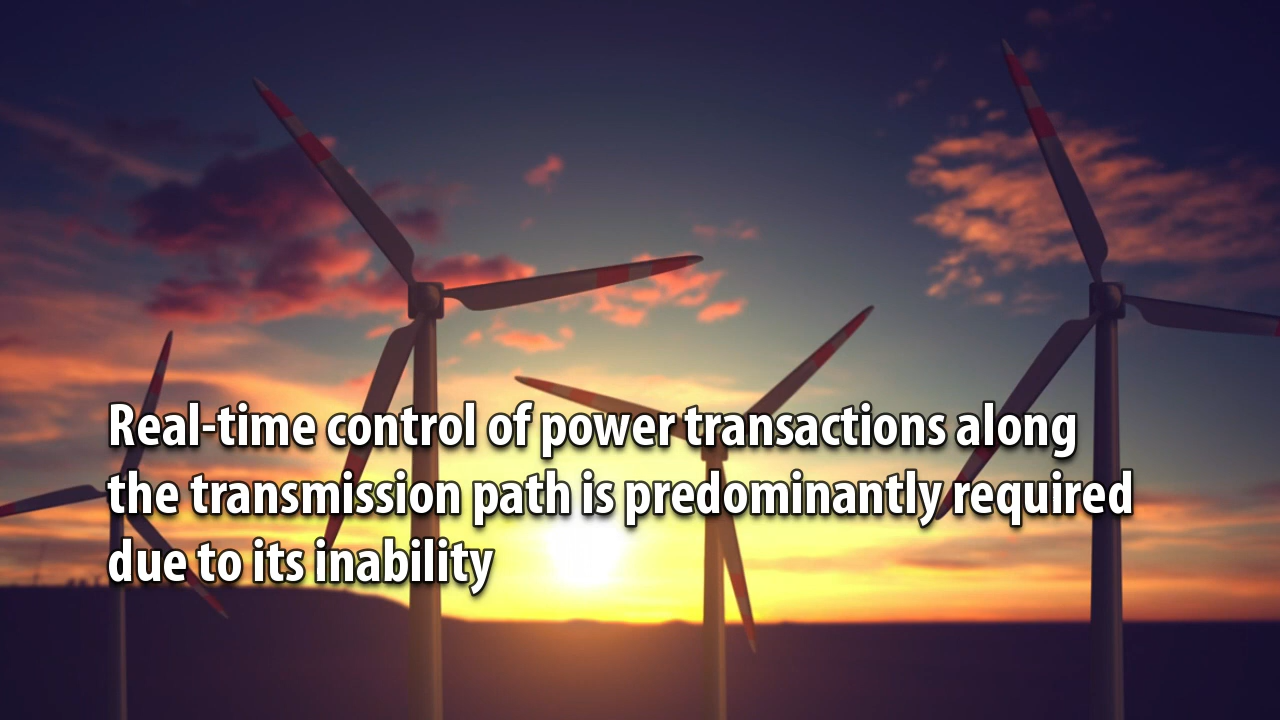 Real-time control of power transactions along
the transmission path is predominantly required
due to its inability